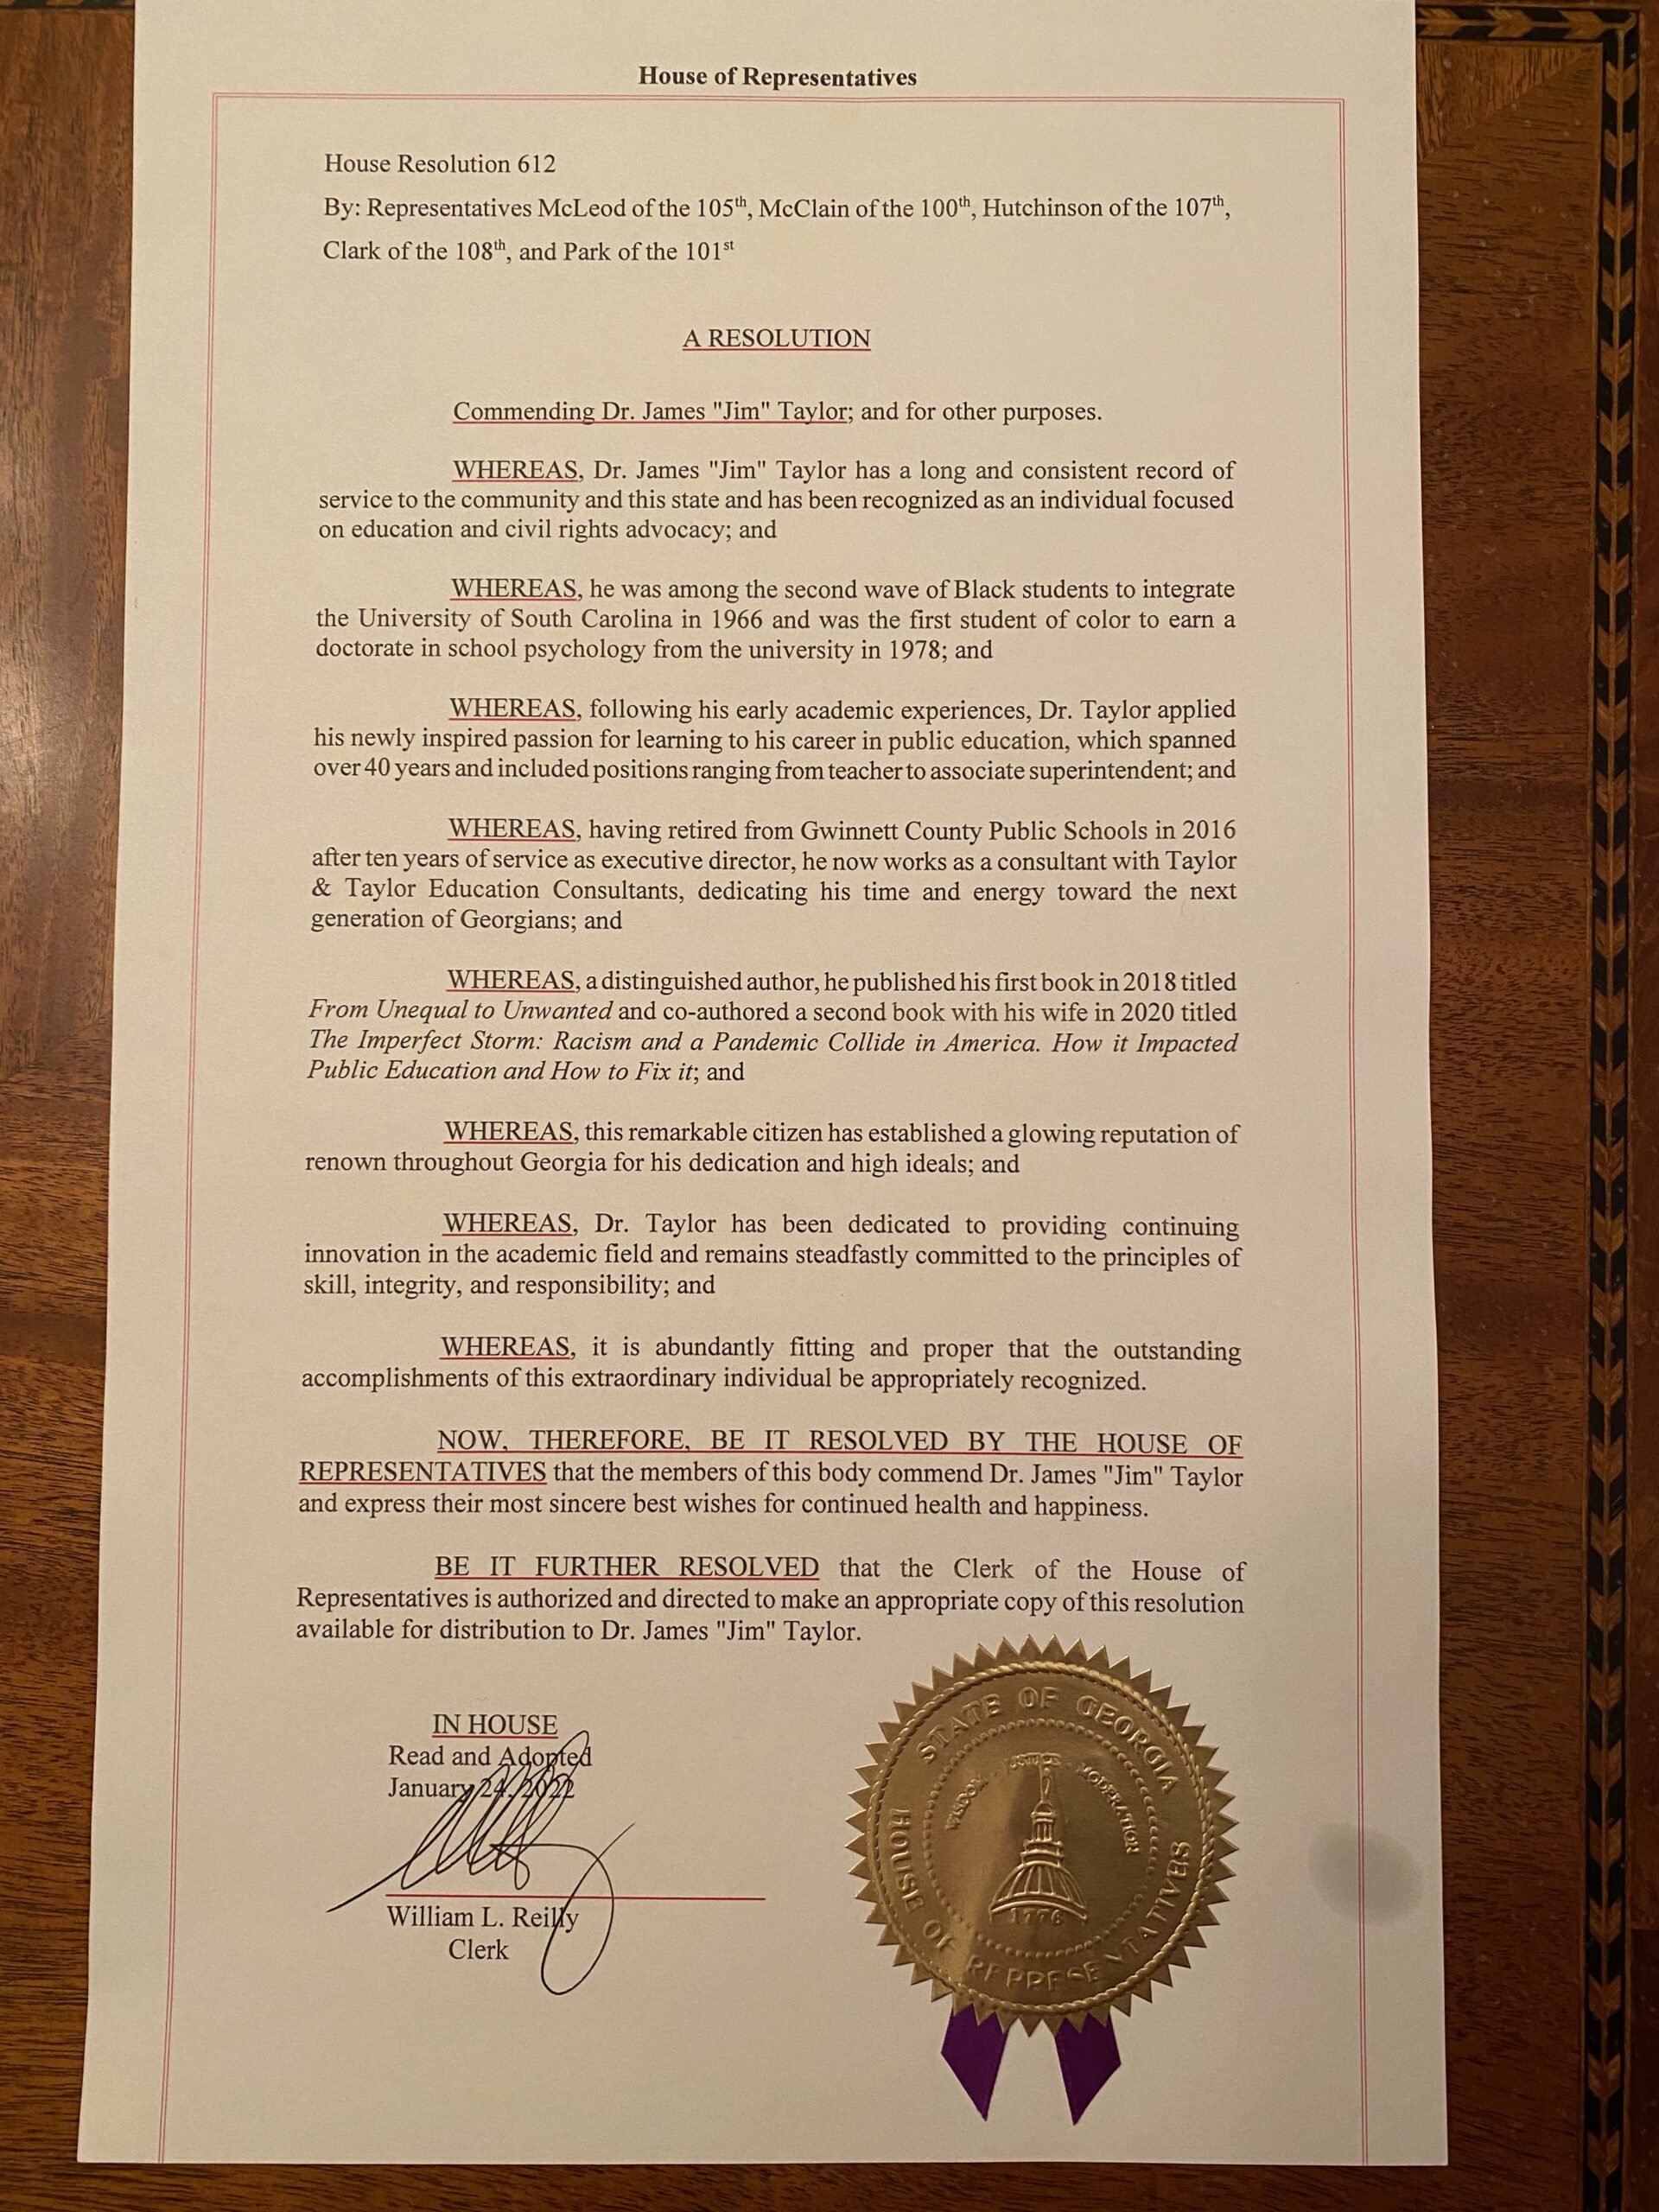 House of Representatives
House Resolution 612
By: Representatives McLeod of the 105th, McClain of the 100th, Hutchinson of the 107th,
Clark of the 108th, and Park of the 101st
A RESOLUTION
Commending Dr. James "Jim" Taylor; and for other purposes.
WHEREAS, Dr. James "Jim" Taylor has a long and consistent record of
service to the community and this state and has been recognized as an individual focused
on education and civil rights advocacy; and
WHEREAS, he was among the second wave of Black students to integrate
the University of South Carolina in 1966 and was the first student of color to earn a
doctorate in school psychology from the university in 1978; and
WHEREAS, following his early academic experiences, Dr. Taylor applied
his newly inspired passion for learning to his career in public education, which spanned
over 40 years and included positions ranging from teacher to associate superintendent; and
WHEREAS, having retired from Gwinnett County Public Schools in 2016
after ten years of service as executive director, he now works as a consultant with Taylor
& Taylor Education Consultants, dedicating his time and energy toward the next
generation of Georgians; and
WHEREAS, a distinguished author, he published his first book in 2018 titled
From Unequal to Unwanted and co-authored a second book with his wife in 2020 titled
The Imperfect Storm: Racism and a Pandemic Collide in America. How it Impacted
Public Education and How to Fix it; and
WHEREAS, this remarkable citizen has established a glowing reputation of
renown throughout Georgia for his dedication and high ideals; and
WHEREAS, Dr. Taylor has been dedicated to providing continuing
innovation in the academic field and remains steadfastly committed to the principles of
skill, integrity, and responsibility; and
WHEREAS, it is abundantly fitting and proper that the outstanding
accomplishments of this extraordinary individual be appropriately recognized.
NOW, THEREFORE, BE IT RESOLVED BY THE HOUSE OF
REPRESENTATIVES that the members of this body commend Dr. James "Jim" Taylor
and express their most sincere best wishes for continued health and happiness.
BE IT FURTHER RESOLVED that the Clerk of the House of
Representatives is authorized and directed to make an appropriate copy of this resolution
available for distribution to Dr. James "Jim" Taylor.
IN HOUSE
Read and Adopted
January 24, 2022
William L. Reilly
Clerk
STATE OF GEORGIA
HOUSE OF REPRESENTATIVES
WISDOM JUSTICE MODERATION
1776